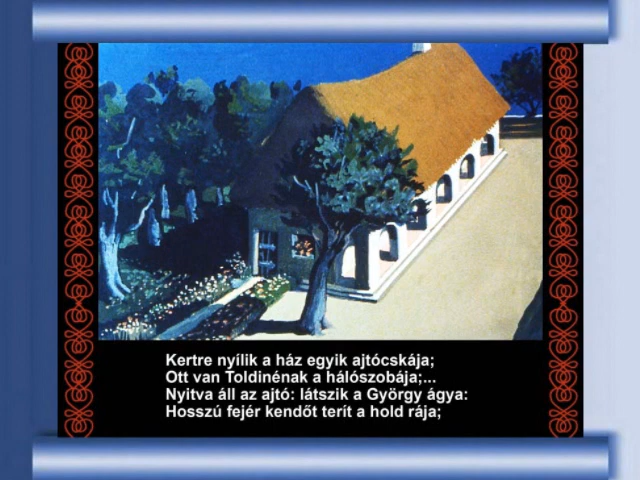 Kertre nyílik a ház egyik ajtócskája;
Ott van Toldinénak a hálószobája;...
Nyitva áll az ajtó: látszik a György ágya:
Hosszú fejér kendőt terít a hold rája;